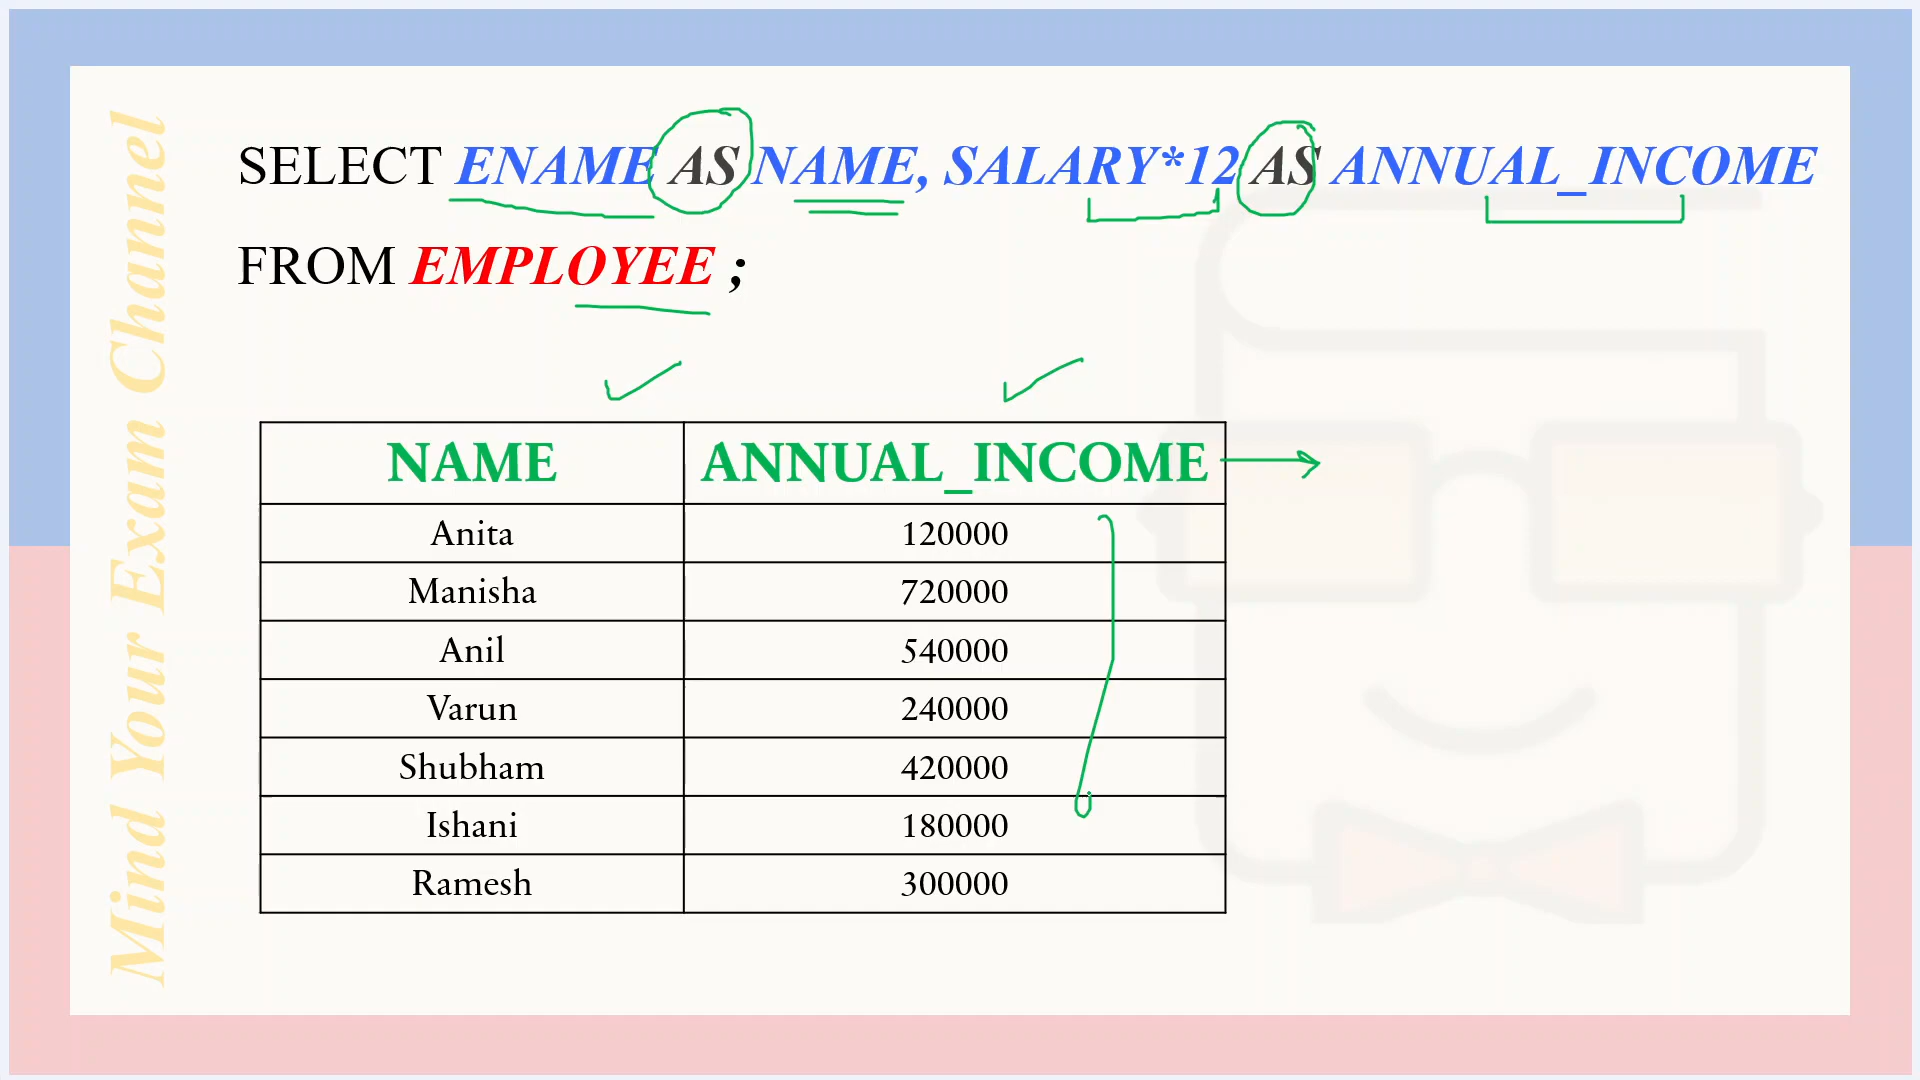 Mind Your Exam Channel
SELECT ENAME AS NAME, SALARY*12 AS ANNUAL_INCOME
FROM EMPLOYEE ;
NAME ANNUAL_INCOME
Anita 120000
Manisha 720000
Anil 540000
Varun 240000
Shubham 420000
Ishani 180000
Ramesh 300000